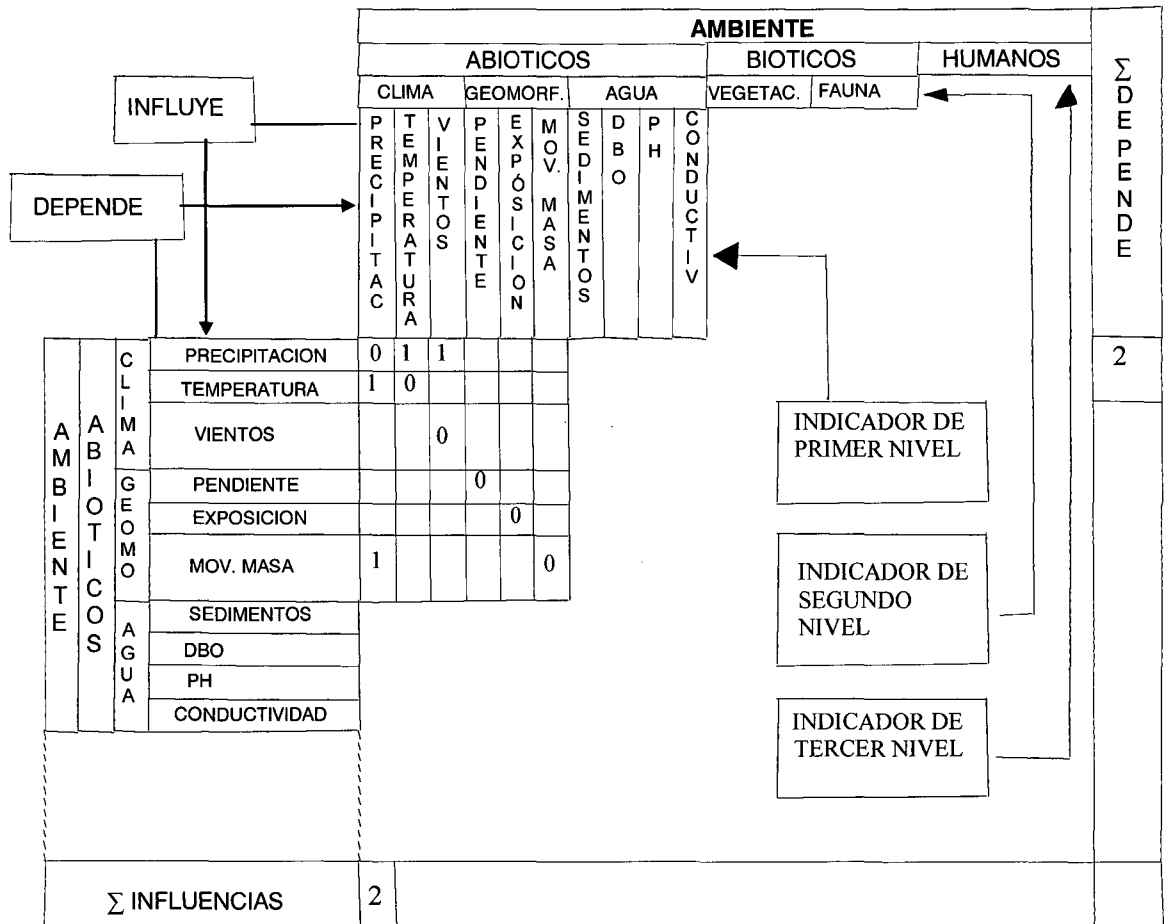 AMBIENTE
ABIOTICOS BIOTICOS HUMANOS
CLIMA GEOMORF. AGUA VEGETAC. FAUNA
PRECIPITAC TEMPERATURA VIENTOS PENDIENTE EXPÓSICION MOV. MASA SEDIMENTOS DBO PH CONDUCTIV
∑DEPENDE
INFLUYE
DEPENDE
AMBIENTE
ABIOTICOS
CLIMA
PRECIPITACION 0 1 1 2
TEMPERATURA 1 0
VIENTOS 0
GEOMO
PENDIENTE 0
EXPOSICION 0
MOV. MASA 1 0
AGUA
SEDIMENTOS
DBO
PH
CONDUCTIVIDAD
INDICADOR DE
PRIMER NIVEL
INDICADOR DE
SEGUNDO
NIVEL
INDICADOR DE
TERCER NIVEL
∑ INFLUENCIAS 2